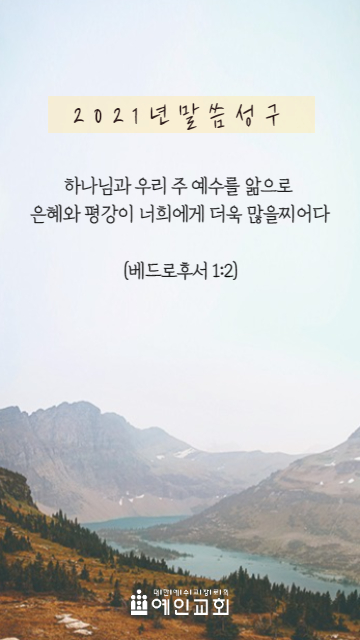 2021년말씀성구
하나님과 우리 주 예수를 앎으로
은혜와 평강이 너희에게 더욱 많을찌어다
(베드로후서 1:2)
예인교회